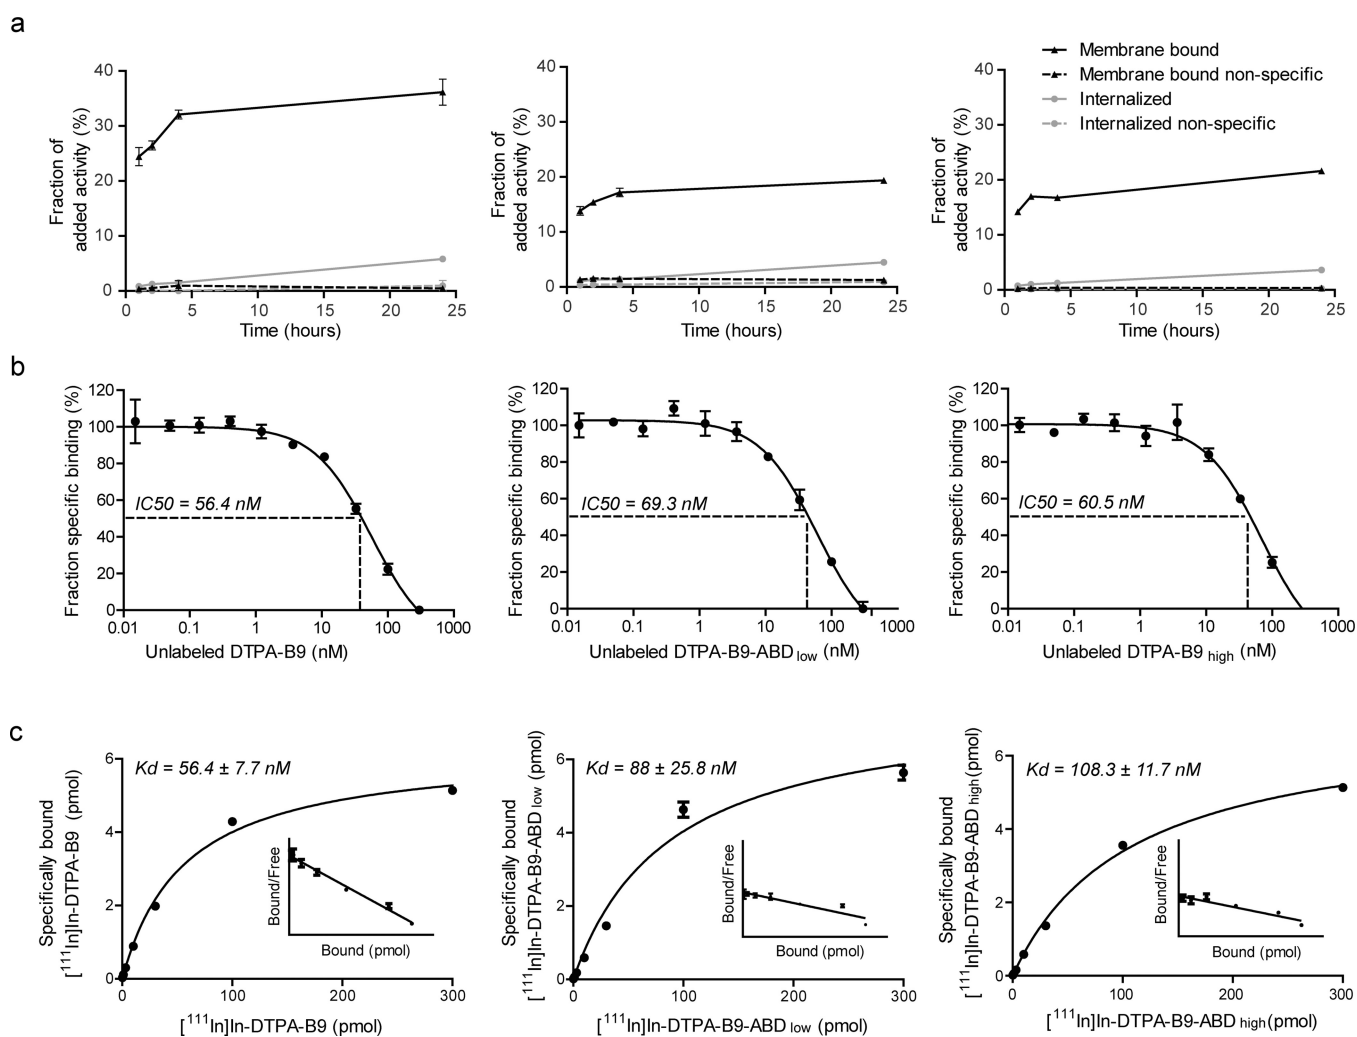 a
Membrane bound
Membrane bound non-specific
Internalized
Internalized non-specific
Fraction of
added activity (%)
40
30
20
10
0
0 5 10 15 20 25
Time (hours)
Fraction of
added activity (%)
40
30
20
10
0
0 5 10 15 20 25
Time (hours)
Fraction of
added activity (%)
40
30
20
10
0
0 5 10 15 20 25
Time (hours)
b
Fraction specific binding (%)
120
100
80
60
40
20
0
IC50 = 56.4 nM
0.01 0.1 1 10 100 1000
Unlabeled DTPA-B9 (nM)
Fraction specific binding (%)
120
100
80
60
40
20
0
IC50 = 69.3 nM
0.01 0.1 1 10 100 1000
Unlabeled DTPA-B9-ABD low (nM)
Fraction specific binding (%)
120
100
80
60
40
20
0
IC50 = 60.5 nM
0.01 0.1 1 10 100 1000
Unlabeled DTPA-B9 high (nM)
c
Specifically bound
[111In]In-DTPA-B9 (pmol)
6
4
2
0
Kd = 56.4 ± 7.7 nM
Bound/Free
Bound (pmol)
0 100 200 300
[111In]In-DTPA-B9 (pmol)
Specifically bound
[111In]In-DTPA-B9-ABD low (pmol)
6
4
2
0
Kd = 88 ± 25.8 nM
Bound/Free
Bound (pmol)
0 100 200 300
[111In]In-DTPA-B9-ABD low (pmol)
Specifically bound
[111In]In-DTPA-B9-ABD high (pmol)
6
4
2
0
Kd = 108.3 ± 11.7 nM
Bound/Free
Bound (pmol)
0 100 200 300
[111In]In-DTPA-B9-ABD high (pmol)